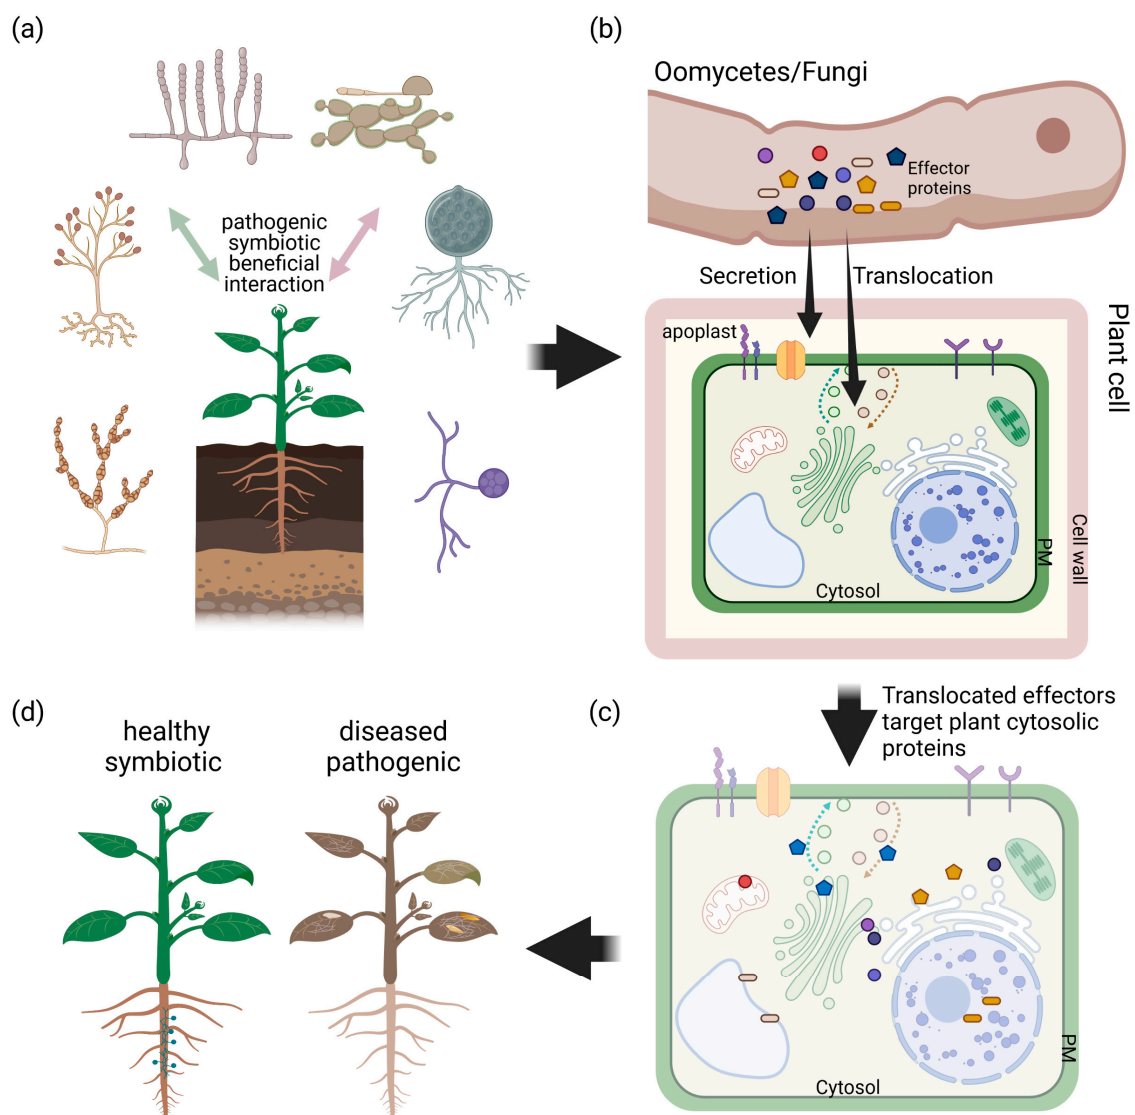 (a)
pathogenic
symbiotic
beneficial
interaction
(b)
Oomycetes/Fungi
Effector
proteins
Secretion
Translocation
apoplast
Plant cell
Cell wall
PM
Cytosol
(c)
Translocated effectors
target plant cytosolic
proteins
PM
Cytosol
(d)
healthy
symbiotic
diseased
pathogenic